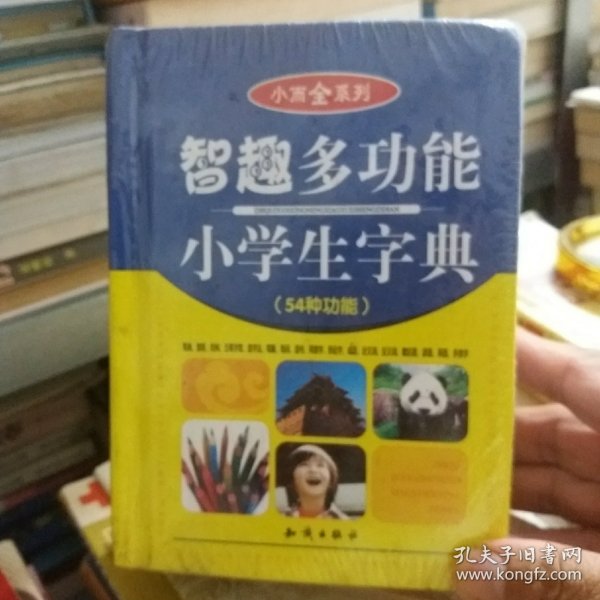 小而全系列
智趣多功能
小学生字典
（54种功能）
知识出版社
孔夫子旧书网
www.kongfz.com